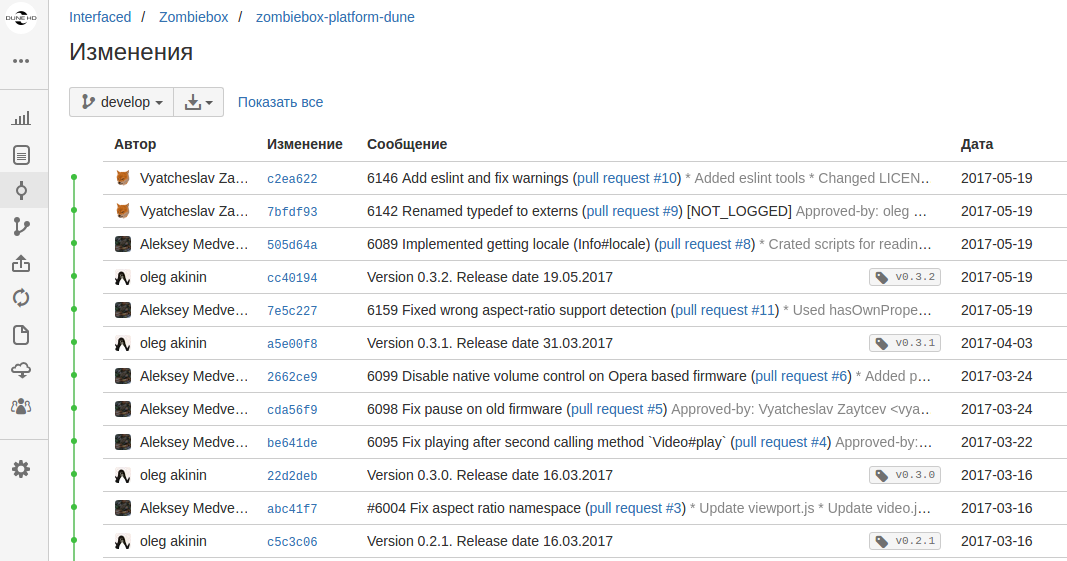 DUNE HD
Interfaced / Zombiebox / zombiebox-platform-dune
Изменения
develop Показать все
Автор Изменение Сообщение Дата
Vyatcheslav Za... c2ea622 6146 Add eslint and fix warnings (pull request #10) * Added eslint tools * Changed LICEN... 2017-05-19
Vyatcheslav Za... 7bfdf93 6142 Renamed typedef to externs (pull request #9) [NOT_LOGGED] Approved-by: oleg ... 2017-05-19
Aleksey Medve... 505d64a 6089 Implemented getting locale (Info#locale) (pull request #8) * Crated scripts for readin... 2017-05-19
oleg akinin cc40194 Version 0.3.2. Release date 19.05.2017 v0.3.2 2017-05-19
Aleksey Medve... 7e5c227 6159 Fixed wrong aspect-ratio support detection (pull request #11) * Used hasOwnPrope... 2017-05-19
oleg akinin a5e00f8 Version 0.3.1. Release date 31.03.2017 v0.3.1 2017-04-03
Aleksey Medve... 2662ce9 6099 Disable native volume control on Opera based firmware (pull request #6) * Added p... 2017-03-24
Aleksey Medve... cda56f9 6098 Fix pause on old firmware (pull request #5) Approved-by: Vyatcheslav Zaytcev <vya... 2017-03-24
Aleksey Medve... be641de 6095 Fix playing after second calling method `Video#play` (pull request #4) Approved-by:... 2017-03-22
oleg akinin 22d2deb Version 0.3.0. Release date 16.03.2017 v0.3.0 2017-03-16
Aleksey Medve... abc41f7 #6004 Fix aspect ratio namespace (pull request #3) * Update viewport.js * Update video.j... 2017-03-16
oleg akinin c5c3c06 Version 0.2.1. Release date 16.03.2017 v0.2.1 2017-03-16